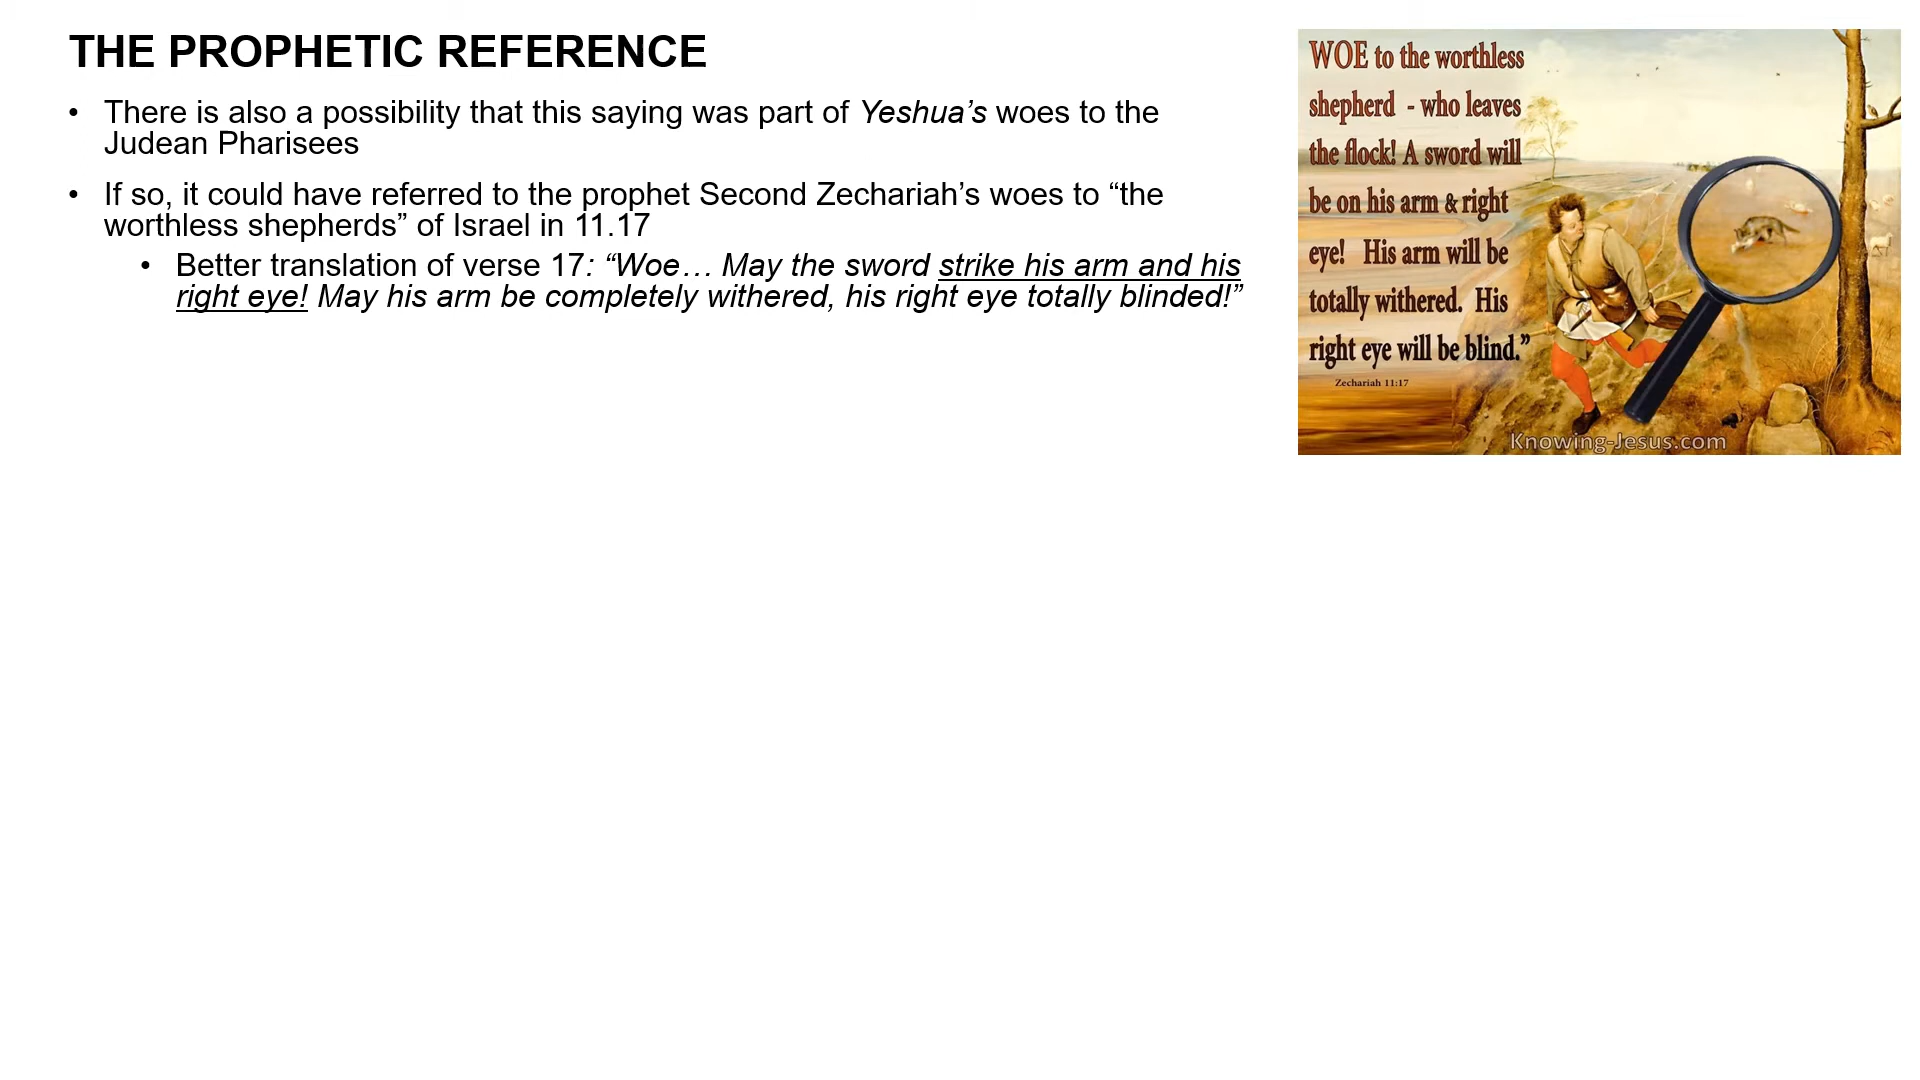 THE PROPHETIC REFERENCE
• There is also a possibility that this saying was part of Yeshua’s woes to the
Judean Pharisees
• If so, it could have referred to the prophet Second Zechariah’s woes to “the
worthless shepherds” of Israel in 11.17
• Better translation of verse 17: “Woe… May the sword strike his arm and his
right eye! May his arm be completely withered, his right eye totally blinded!”
WOE to the worthless
shepherd - who leaves
the flock! A sword will
be on his arm & right
eye! His arm will be
totally withered. His
right eye will be blind.”
Zechariah 11:17
Knowing-Jesus.com